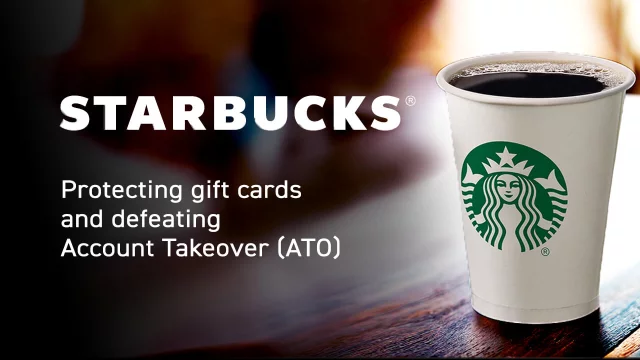 STARBUCKS®
Protecting gift cards
and defeating
Account Takeover (ATO)
®